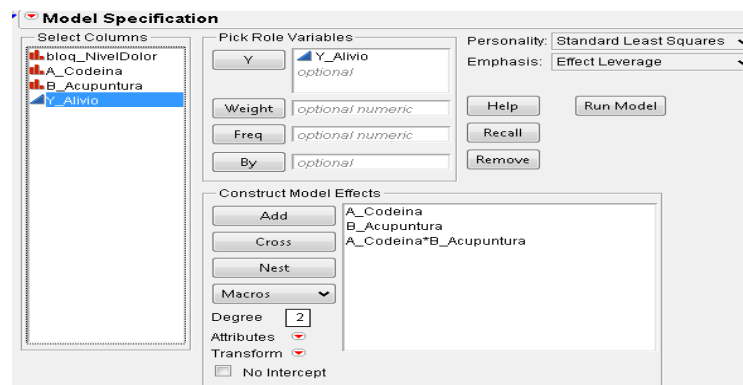 Model Specification
Select Columns
bloq_NivelDolor
A_Codeina
B_Acupuntura
Y_Alivio
Pick Role Variables
Y
Y_Alivio
optional
Weight
optional numeric
Freq
optional numeric
By
optional
Personality: Standard Least Squares
Emphasis: Effect Leverage
Help
Run Model
Recall
Remove
Construct Model Effects
Add
Cross
Nest
Macros
Degree 2
Attributes
Transform
No Intercept
A_Codeina
B_Acupuntura
A_Codeina*B_Acupuntura